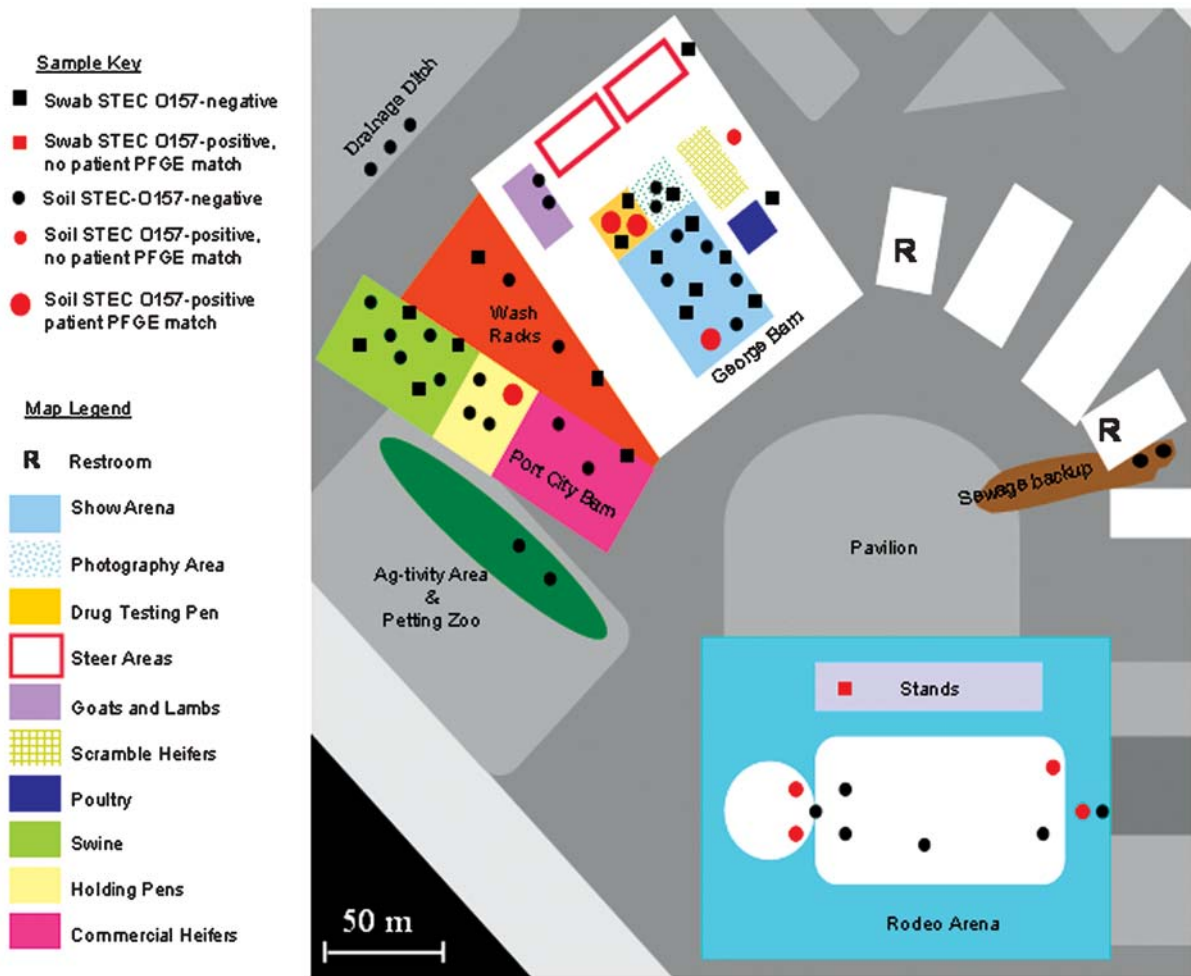 Sample Key
Swab STEC O157-negative
Swab STEC O157-positive,
no patient PFGE match
Soil STEC-O157-negative
Soil STEC O157-positive,
no patient PFGE match
Soil STEC O157-positive
patient PFGE match
Map Legend
R Restroom
Show Arena
Photography Area
Drug Testing Pen
Steer Areas
Goats and Lambs
Scramble Heifers
Poultry
Swine
Holding Pens
Commercial Heifers
Drainage Ditch
Wash
Racks
George Barn
Port City Barn
R
R
Sewage backup
Pavilion
Ag-tivity Area
&
Petting Zoo
Stands
Rodeo Arena
50 m